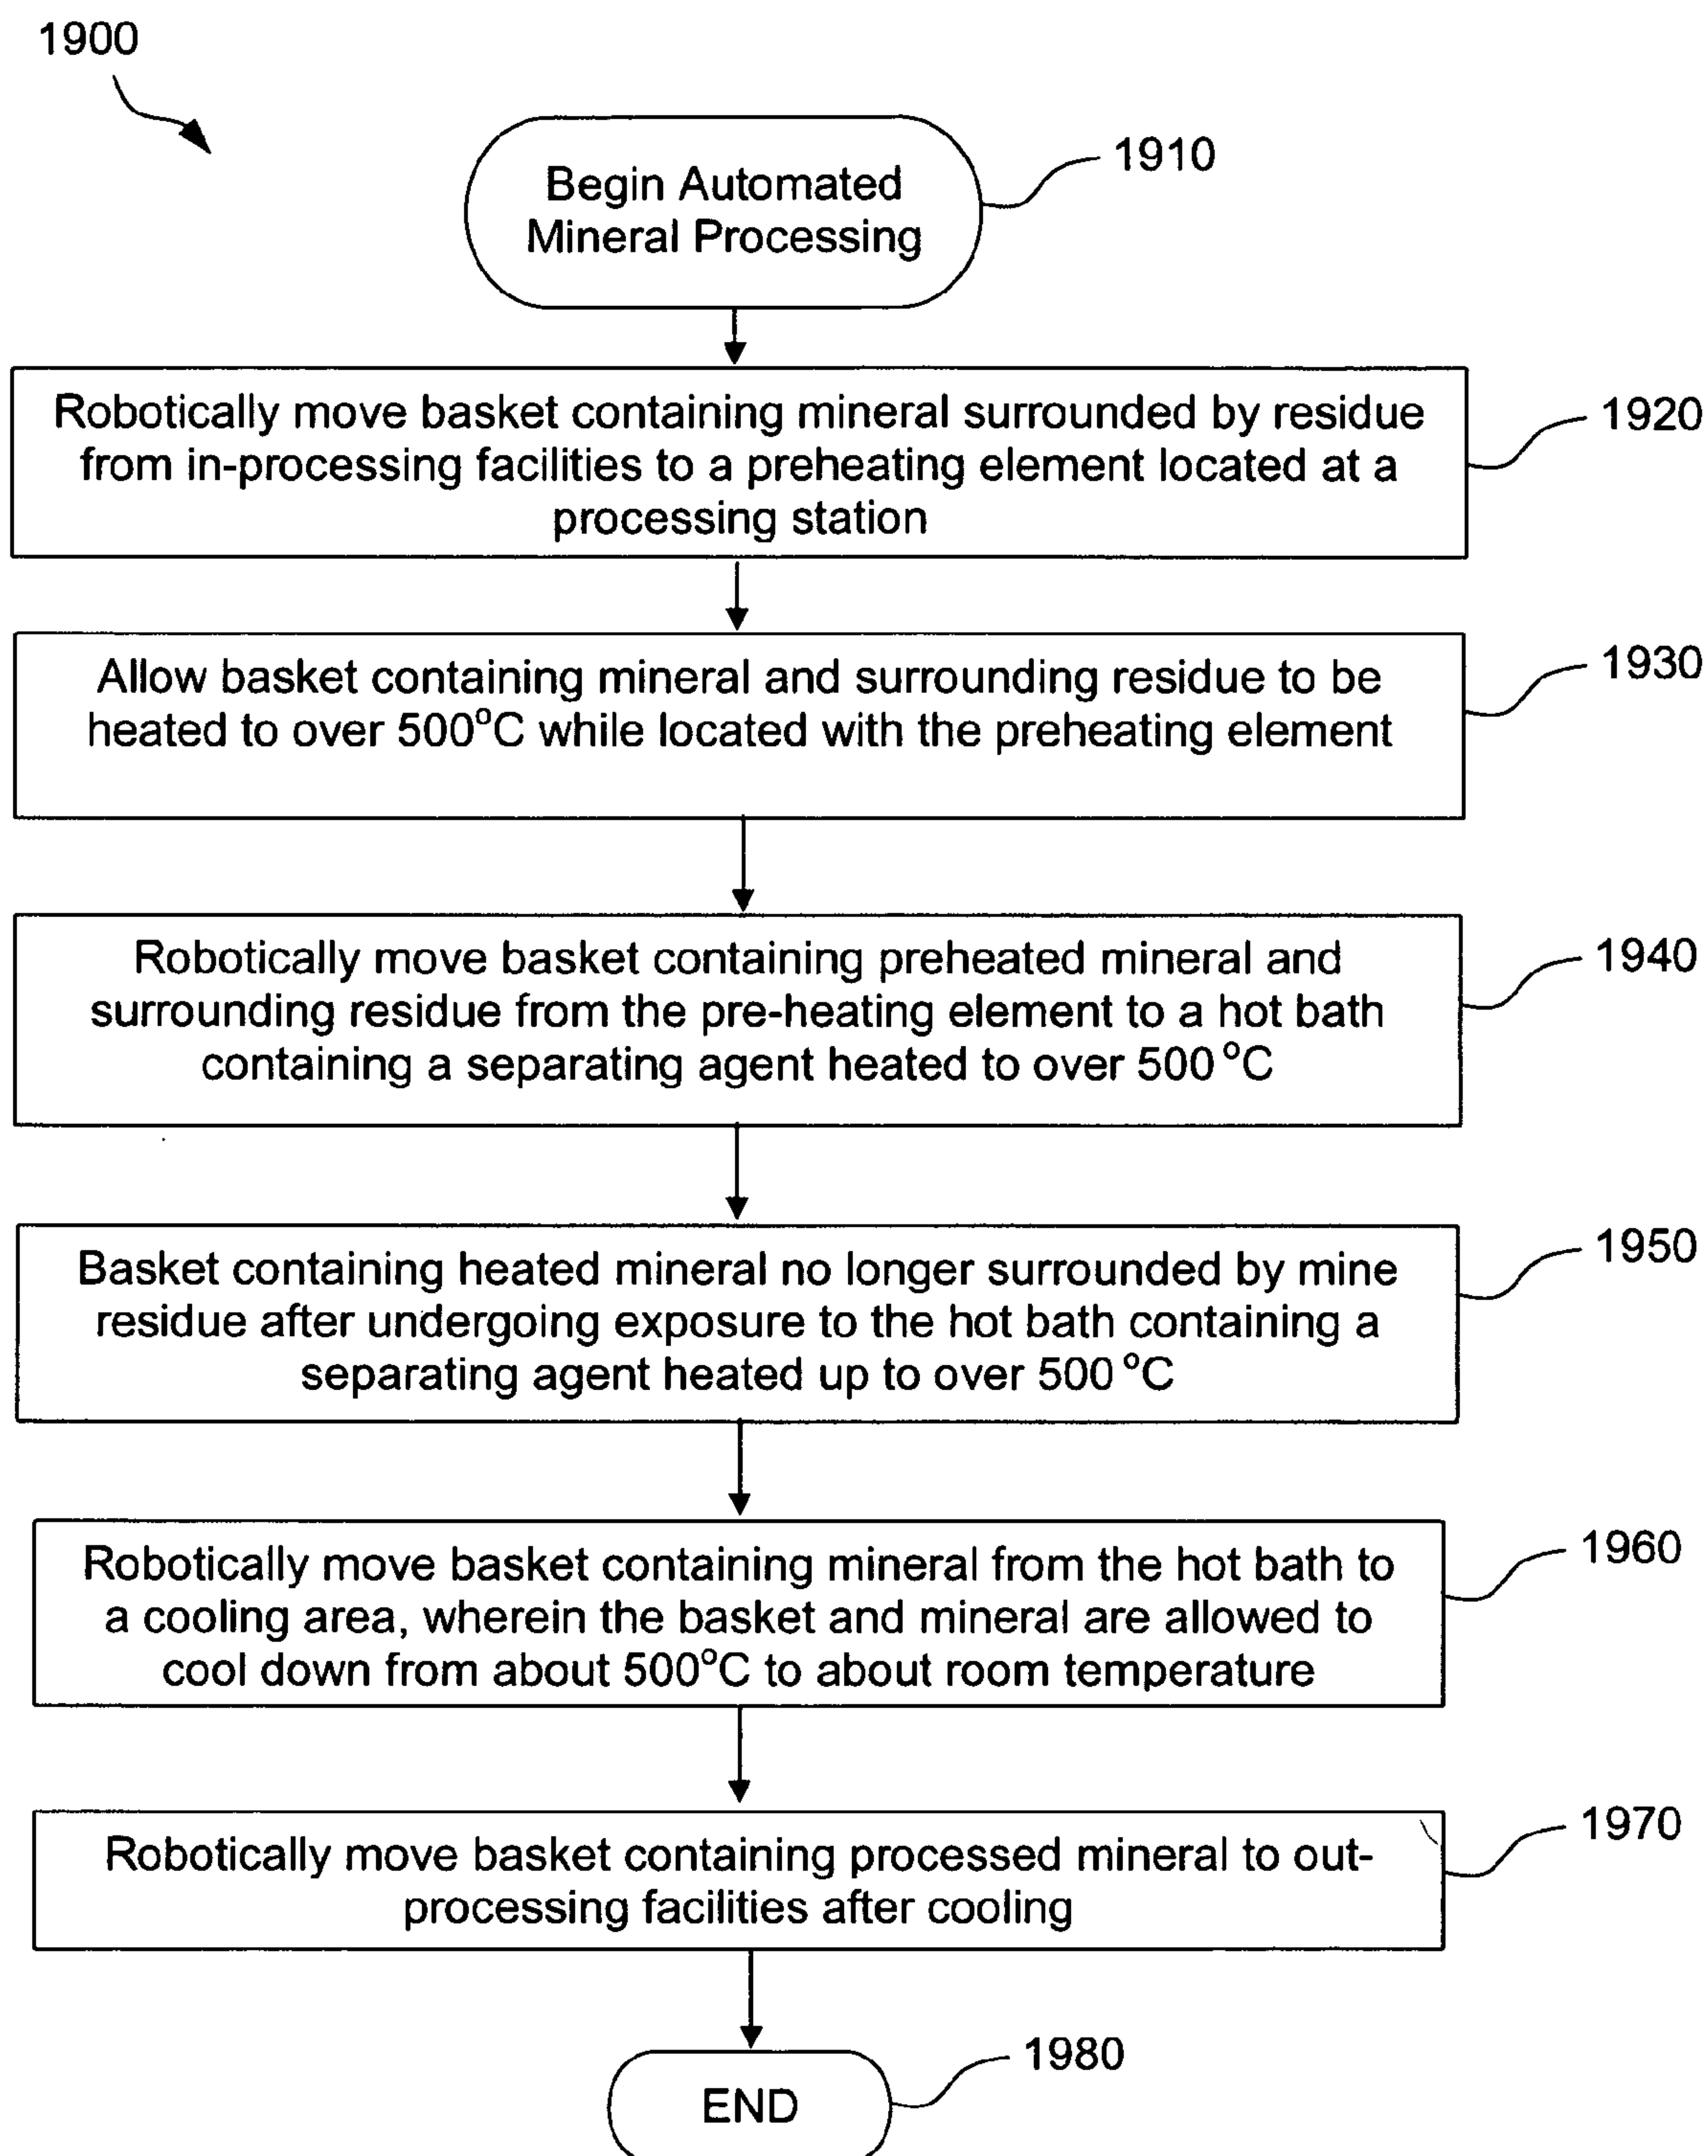 1900
Begin Automated
Mineral Processing
1910
Robotically move basket containing mineral surrounded by residue
from in-processing facilities to a preheating element located at a
processing station
1920
Allow basket containing mineral and surrounding residue to be
heated to over 500°C while located with the preheating element
1930
Robotically move basket containing preheated mineral and
surrounding residue from the pre-heating element to a hot bath
containing a separating agent heated to over 500 °C
1940
Basket containing heated mineral no longer surrounded by mine
residue after undergoing exposure to the hot bath containing a
separating agent heated up to over 500 °C
1950
Robotically move basket containing mineral from the hot bath to
a cooling area, wherein the basket and mineral are allowed to
cool down from about 500°C to about room temperature
1960
Robotically move basket containing processed mineral to out-
processing facilities after cooling
1970
END
1980